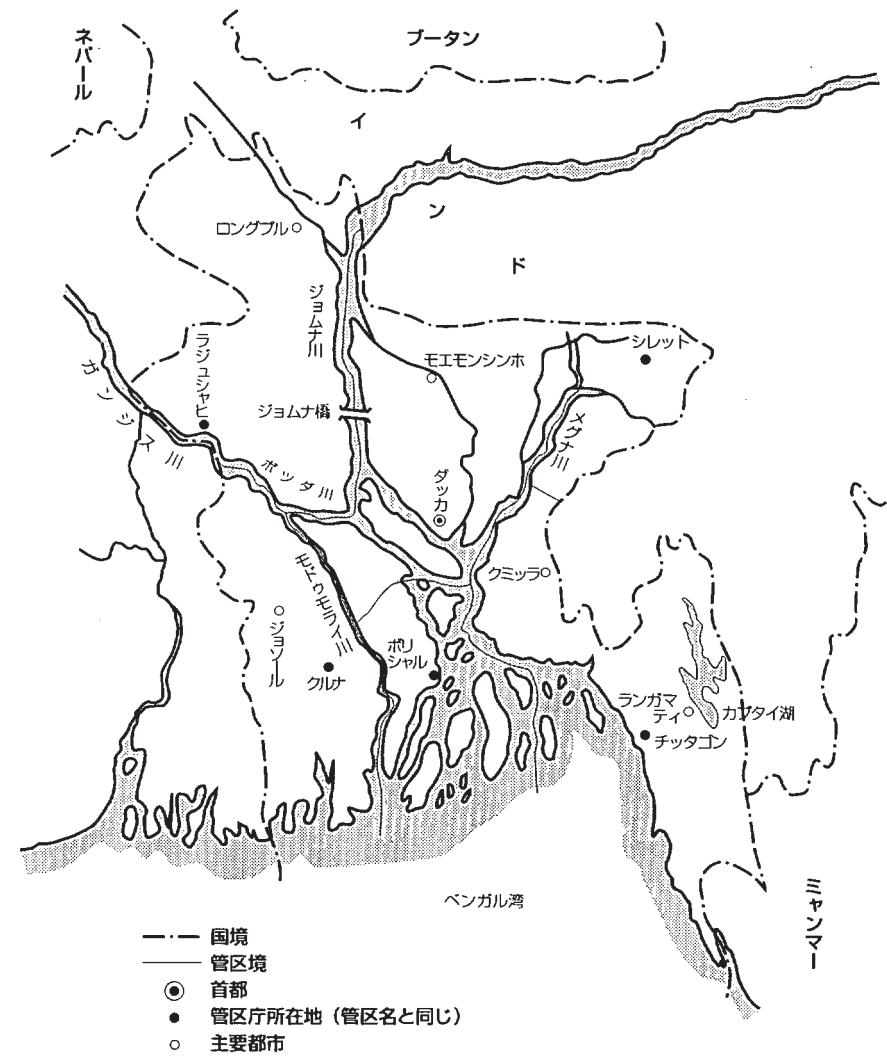 ネパール
ブータン
インド
ロングプル
ジョムナ川
ラジュシャヒ
ガンジス川
モエモンシンホ
シレット
ジョムナ橋
メグナ川
ポッダ川
ダッカ
クミッラ
モドゥモティ川
ジョソール
クルナ
ボリシャル
ランガマティ
カプタイ湖
チッタゴン
ミャンマー
ベンガル湾
国境
管区境
首都
管区庁所在地（管区名と同じ）
主要都市